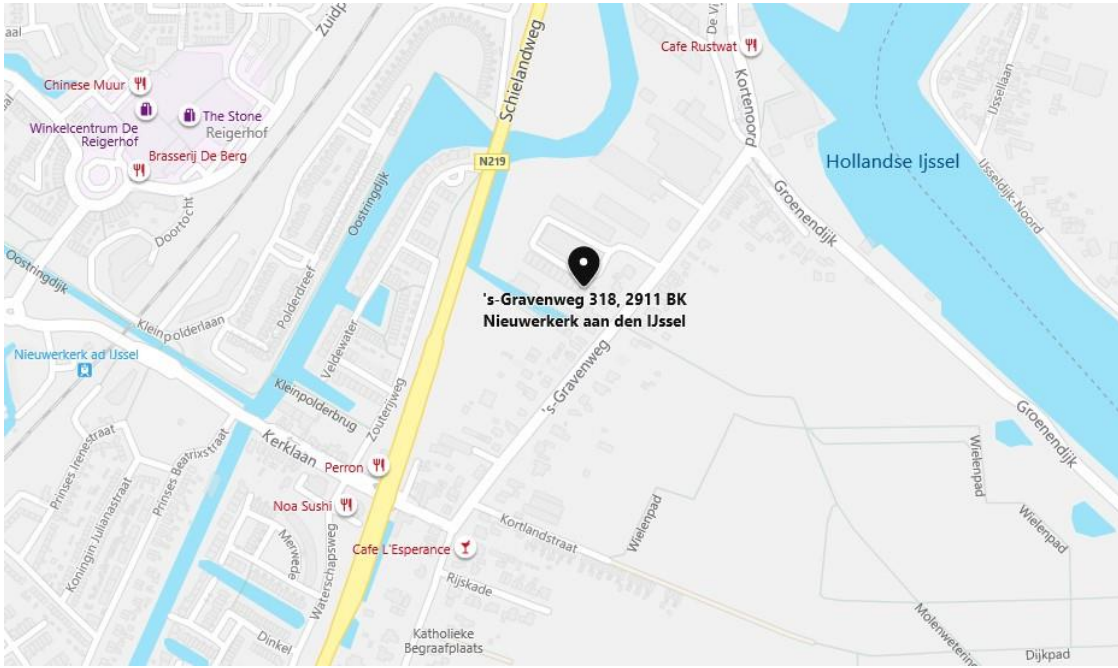 aal
Zuidp
Schielandweg
De Vi
Cafe Rustwat
Kortenoord
IJssellaan
Chinese Muur
The Stone
Winkelcentrum De
Reigerhof
Reigerhof
Brasserij De Berg
N219
Hollandse Ijssel
IJsseldijk-Noord
Oostringdijk
Doortocht
Groenendijk
Oostringdijk
Polderdreef
's-Gravenweg 318, 2911 BK
Nieuwerkerk aan den IJssel
Kleinpolderlaan
Veldewater
Nieuwerkerk ad IJssel
Kleinpolderbrug
Zouterijweg
's-Gravenweg
Groenendijk
Prinses Irenestraat
Prinses Beatrixstraat
Kerklaan
Wielenpad
Perron
Koningin Julianastraat
Noa Sushi
Kortlandstraat
Wielenpad
Wielenpad
Merwede
Cafe L'Esperance
Waterschapsweg
Rijskade
Molenwetering
Dinkel
Katholieke
Begraafplaats
Dijkpad